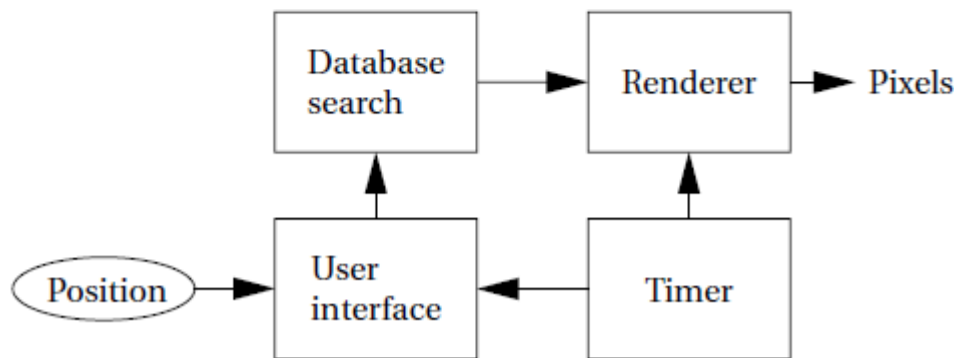 Database
search
Renderer
Pixels
Position
User
interface
Timer